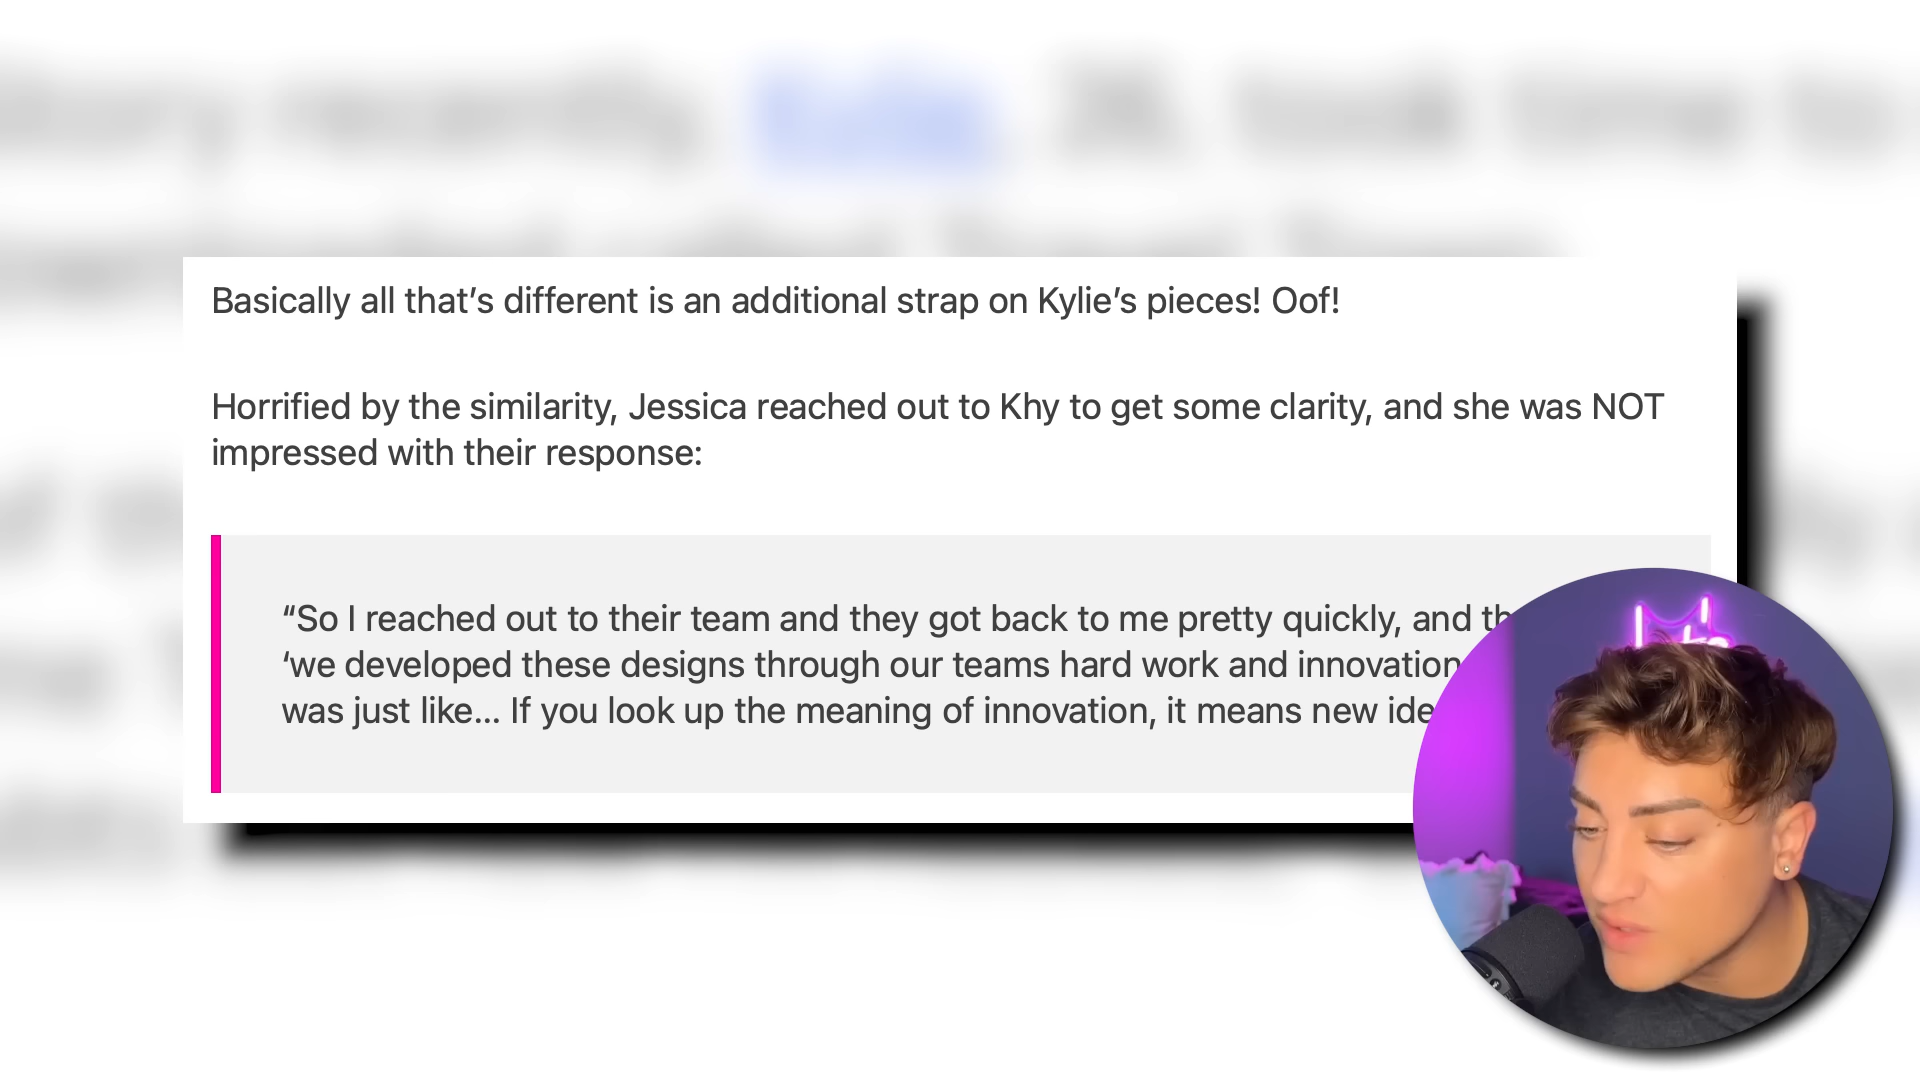 Basically all that’s different is an additional strap on Kylie’s pieces! Oof!
Horrified by the similarity, Jessica reached out to Khy to get some clarity, and she was NOT
impressed with their response:
“So I reached out to their team and they got back to me pretty quickly, and
‘we developed these designs through our teams hard work and innovation
was just like... If you look up the meaning of innovation, it means new